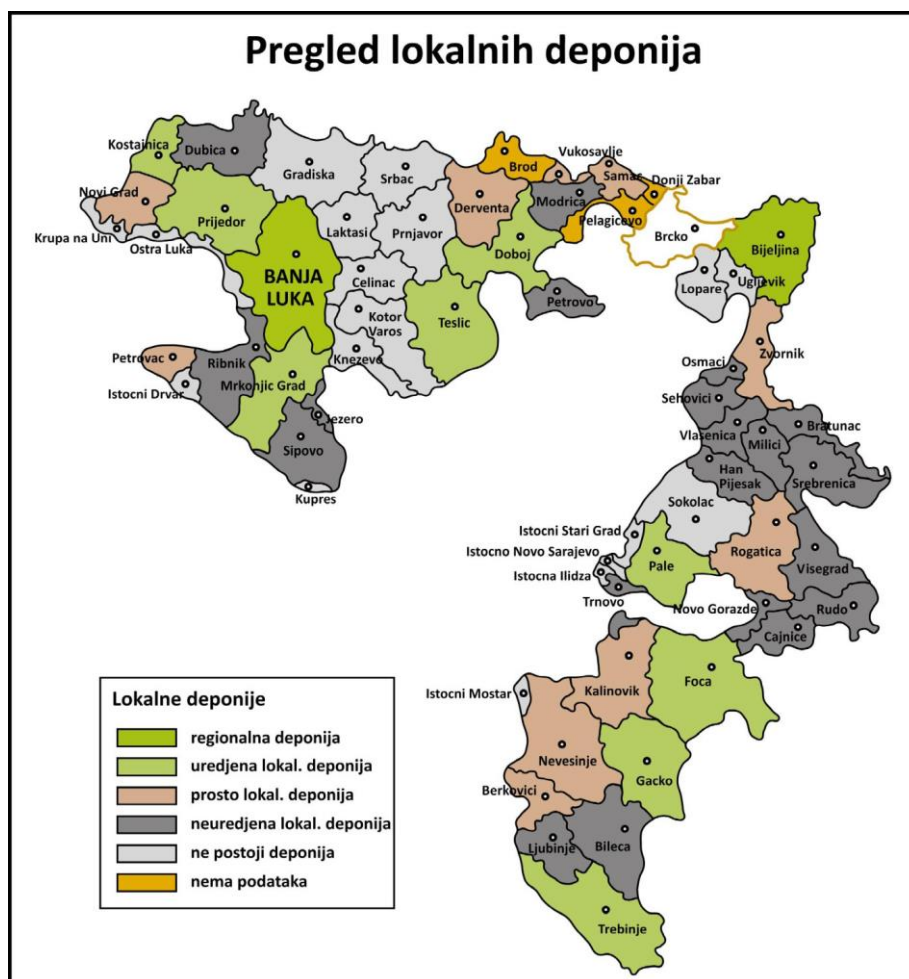 Pregled lokalnih deponija
Kostajnica
Dubica
Gradiska
Srbac
Brod
Vukosavlje
Samac
Donji Zabar
Novi Grad
Prijedor
Laktasi
Prnjavor
Derventa
Modrica
Pelagicevo
Krupa na Uni
Ostra Luka
Doboj
Brcko
Bijeljina
BANJA
LUKA
Celinac
Lopare
Ugljevik
Kotor
Varos
Teslic
Petrovo
Petrovac
Ribnik
Knezevo
Zvornik
Istocni Drvar
Mrkonjic Grad
Osmaci
Jezero
Sehovici
Sipovo
Vlasenica
Milici
Bratunac
Kupres
Han
Pijesak
Srebrenica
Sokolac
Istocni Stari Grad
Istocno Novo Sarajevo
Pale
Rogatica
Istocna Ilidza
Visegrad
Trnovo
Novo Gorazde
Rudo
Cajnice
Istocni Mostar
Kalinovik
Foca
Nevesinje
Gacko
Berkovici
Ljubinje
Bileca
Trebinje
Lokalne deponije
regionalna deponija
uredjena lokal. deponija
prosto lokal. deponija
neuredjena lokal. deponija
ne postoji deponija
nema podataka